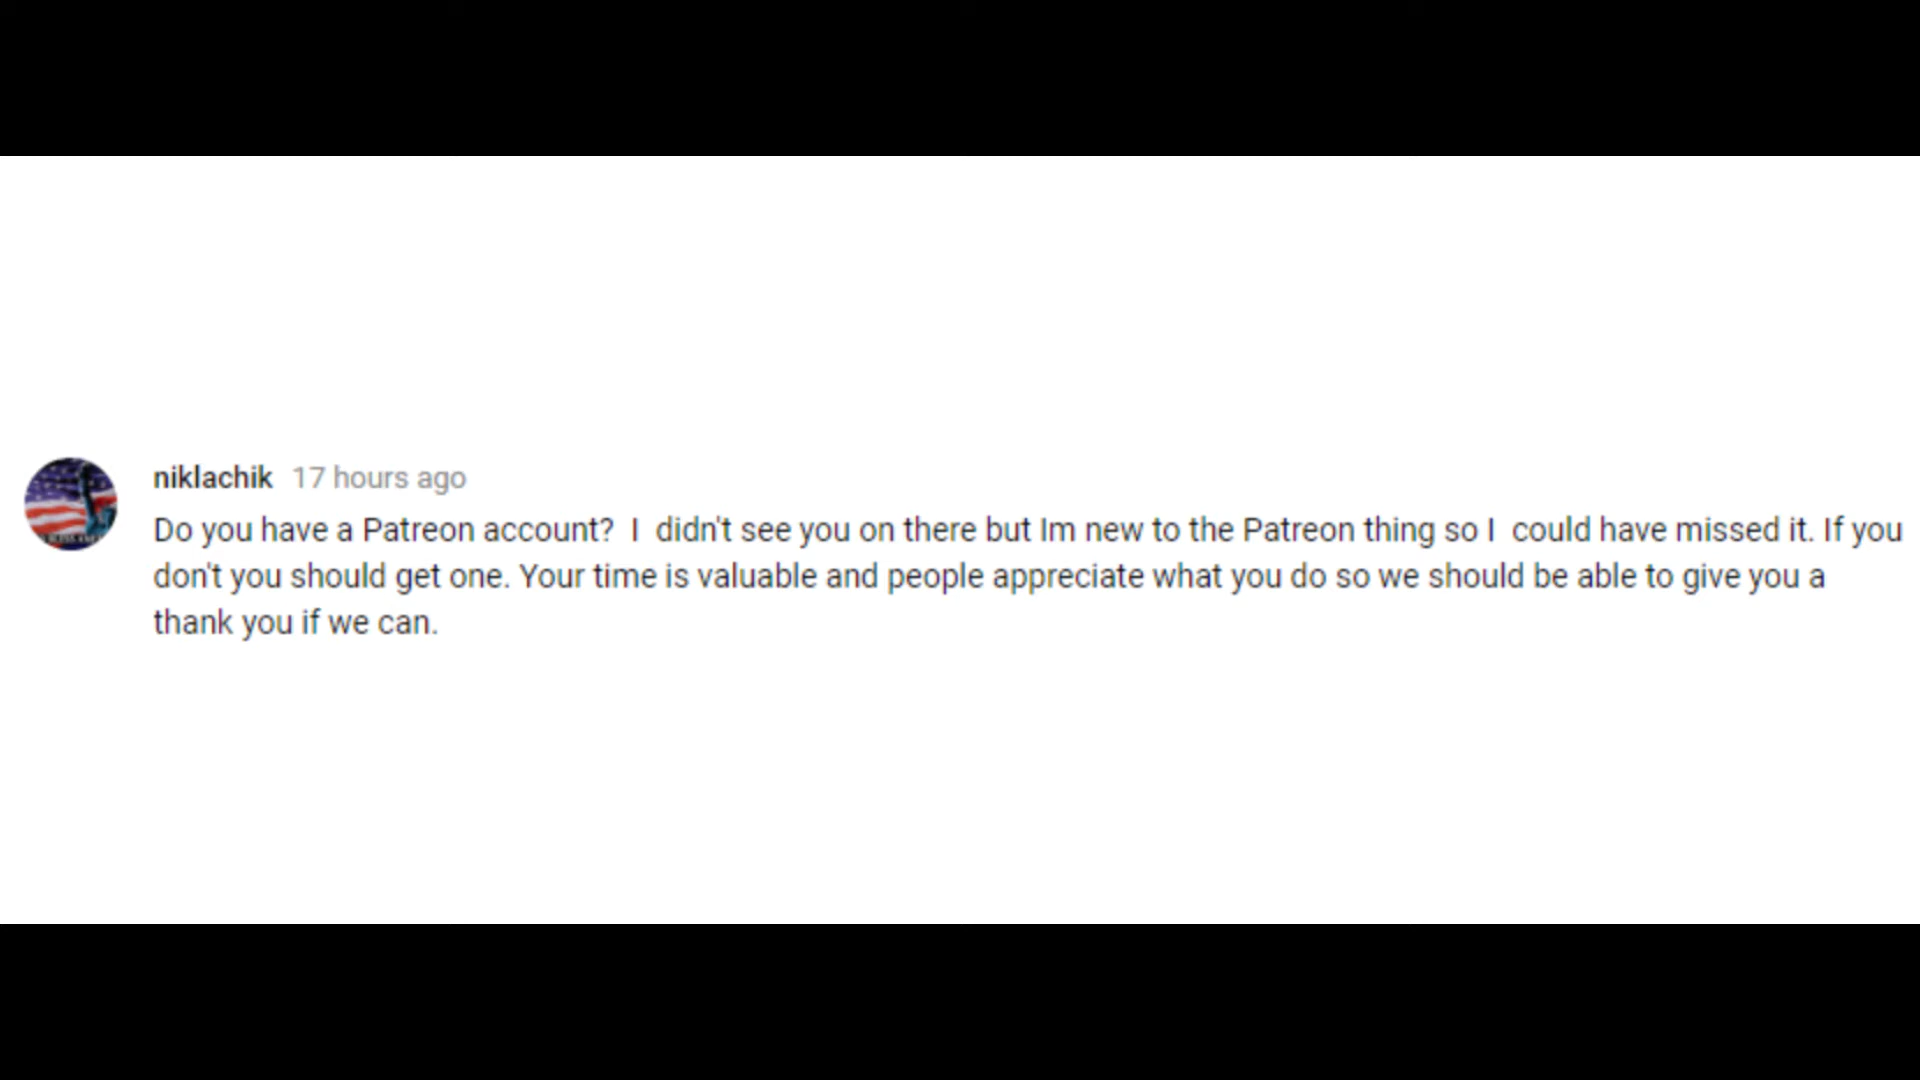 niklachik 17 hours ago
Do you have a Patreon account?  I  didn't see you on there but Im new to the Patreon thing so I  could have missed it. If you
don't you should get one. Your time is valuable and people appreciate what you do so we should be able to give you a
thank you if we can.